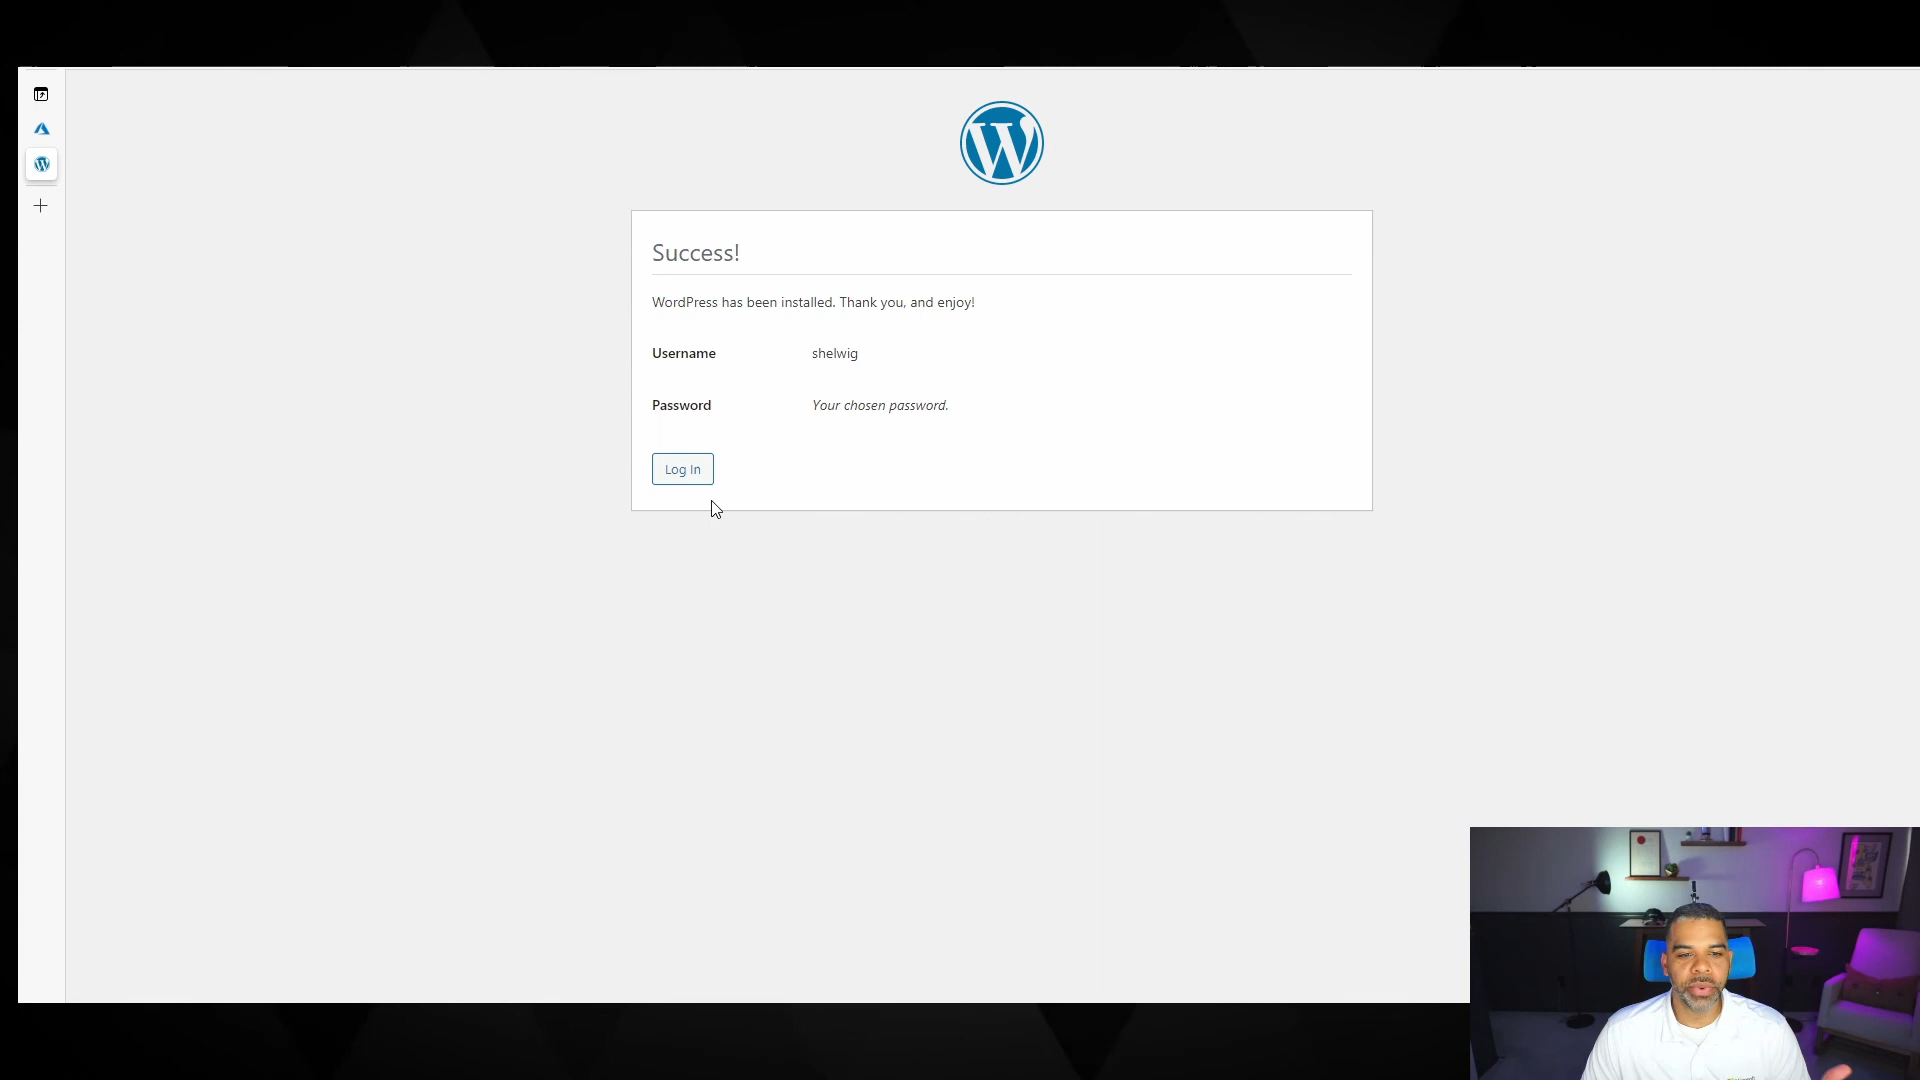 Success!
WordPress has been installed. Thank you, and enjoy!
Username shelwig
Password Your chosen password.
Log In